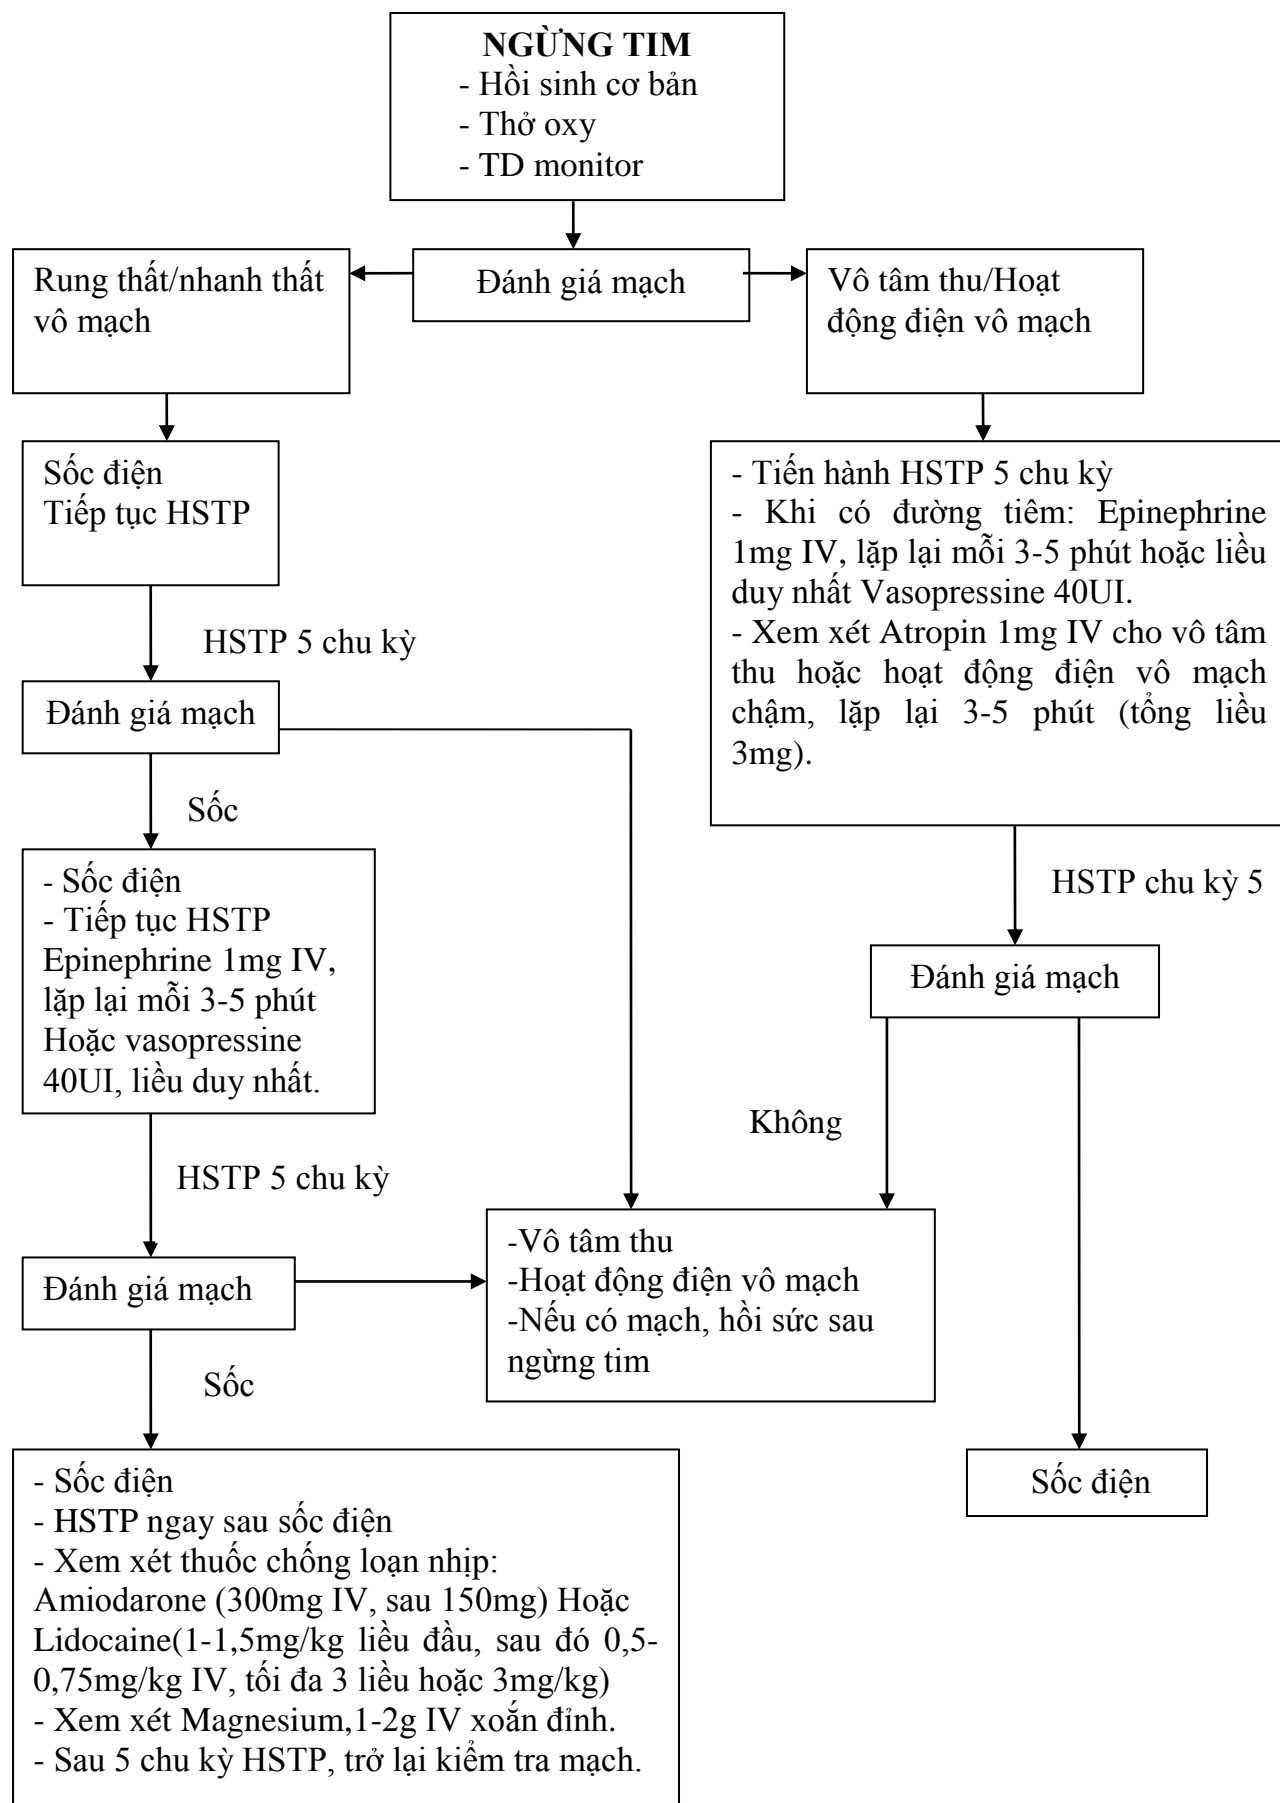 NGỪNG TIM
- Hồi sinh cơ bản
- Thở oxy
- TD monitor
Rung thất/nhanh thất
vô mạch
Đánh giá mạch
Vô tâm thu/Hoạt
động điện vô mạch
Sốc điện
Tiếp tục HSTP
- Tiến hành HSTP 5 chu kỳ
- Khi có đường tiêm: Epinephrine
1mg IV, lặp lại mỗi 3-5 phút hoặc liều
duy nhất Vasopressine 40UI.
- Xem xét Atropin 1mg IV cho vô tâm
thu hoặc hoạt động điện vô mạch
chậm, lặp lại 3-5 phút (tổng liều
3mg).
HSTP 5 chu kỳ
Đánh giá mạch
Sốc
- Sốc điện
- Tiếp tục HSTP
Epinephrine 1mg IV,
lặp lại mỗi 3-5 phút
Hoặc vasopressine
40UI, liều duy nhất.
HSTP chu kỳ 5
Đánh giá mạch
Không
HSTP 5 chu kỳ
Đánh giá mạch
-Vô tâm thu
-Hoạt động điện vô mạch
-Nếu có mạch, hồi sức sau
ngừng tim
Sốc
- Sốc điện
- HSTP ngay sau sốc điện
- Xem xét thuốc chống loạn nhịp:
Amiodarone (300mg IV, sau 150mg) Hoặc
Lidocaine(1-1,5mg/kg liều đầu, sau đó 0,5-
0,75mg/kg IV, tối đa 3 liều hoặc 3mg/kg)
- Xem xét Magnesium,1-2g IV xoắn đỉnh.
- Sau 5 chu kỳ HSTP, trở lại kiểm tra mạch.
Sốc điện